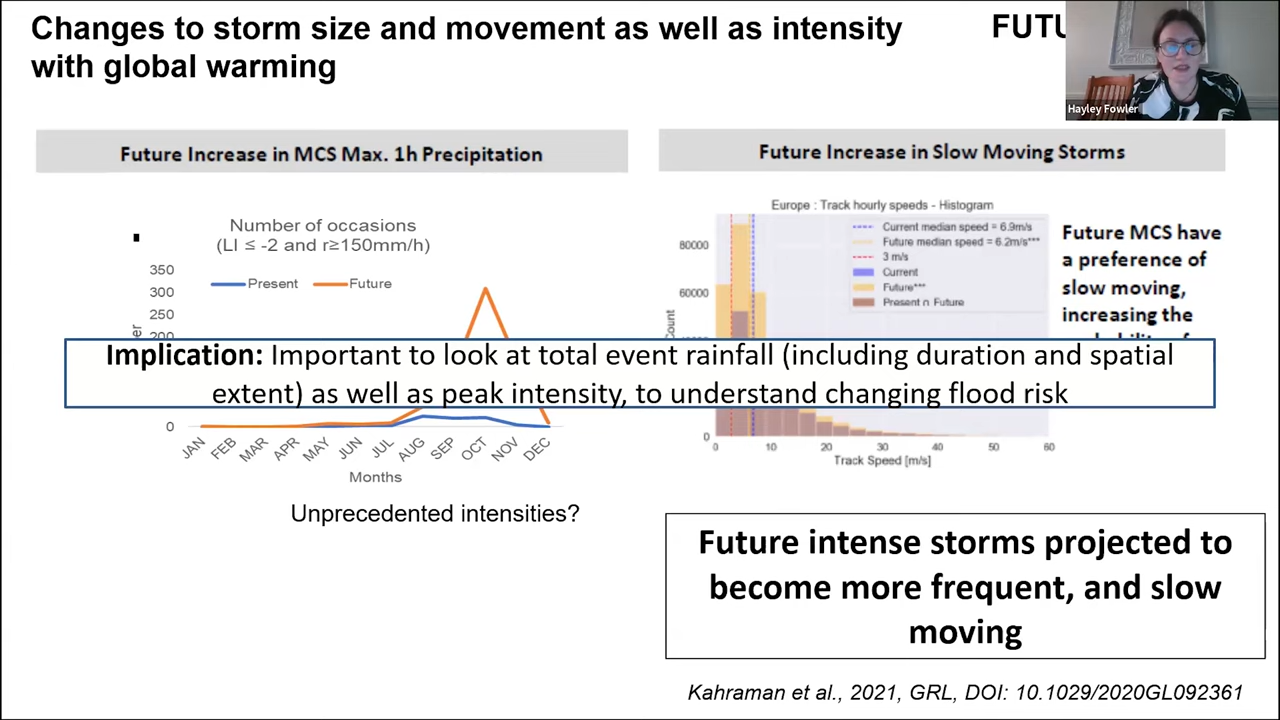 Changes to storm size and movement as well as intensity
with global warming
FUTU
Hayley Fowler
Future Increase in MCS Max. 1h Precipitation
Number of occasions
(LI ≤ -2 and r≥150mm/h)
Present Future
350
300
250
200
0
JAN FEB MAR APR MAY JUN JUL AUG SEP OCT NOV DEC
Months
Unprecedented intensities?
Future Increase in Slow Moving Storms
Europe : Track hourly speeds - Histogram
Current median speed = 6.9m/s
Future median speed = 6.2m/s***
3 m/s
Current
Future***
Present ∩ Future
80000
60000
Count
0
0 10 20 30 40 50 60
Track Speed [m/s]
Future MCS have
a preference of
slow moving,
increasing the
Implication: Important to look at total event rainfall (including duration and spatial
extent) as well as peak intensity, to understand changing flood risk
Future intense storms projected to
become more frequent, and slow
moving
Kahraman et al., 2021, GRL, DOI: 10.1029/2020GL092361